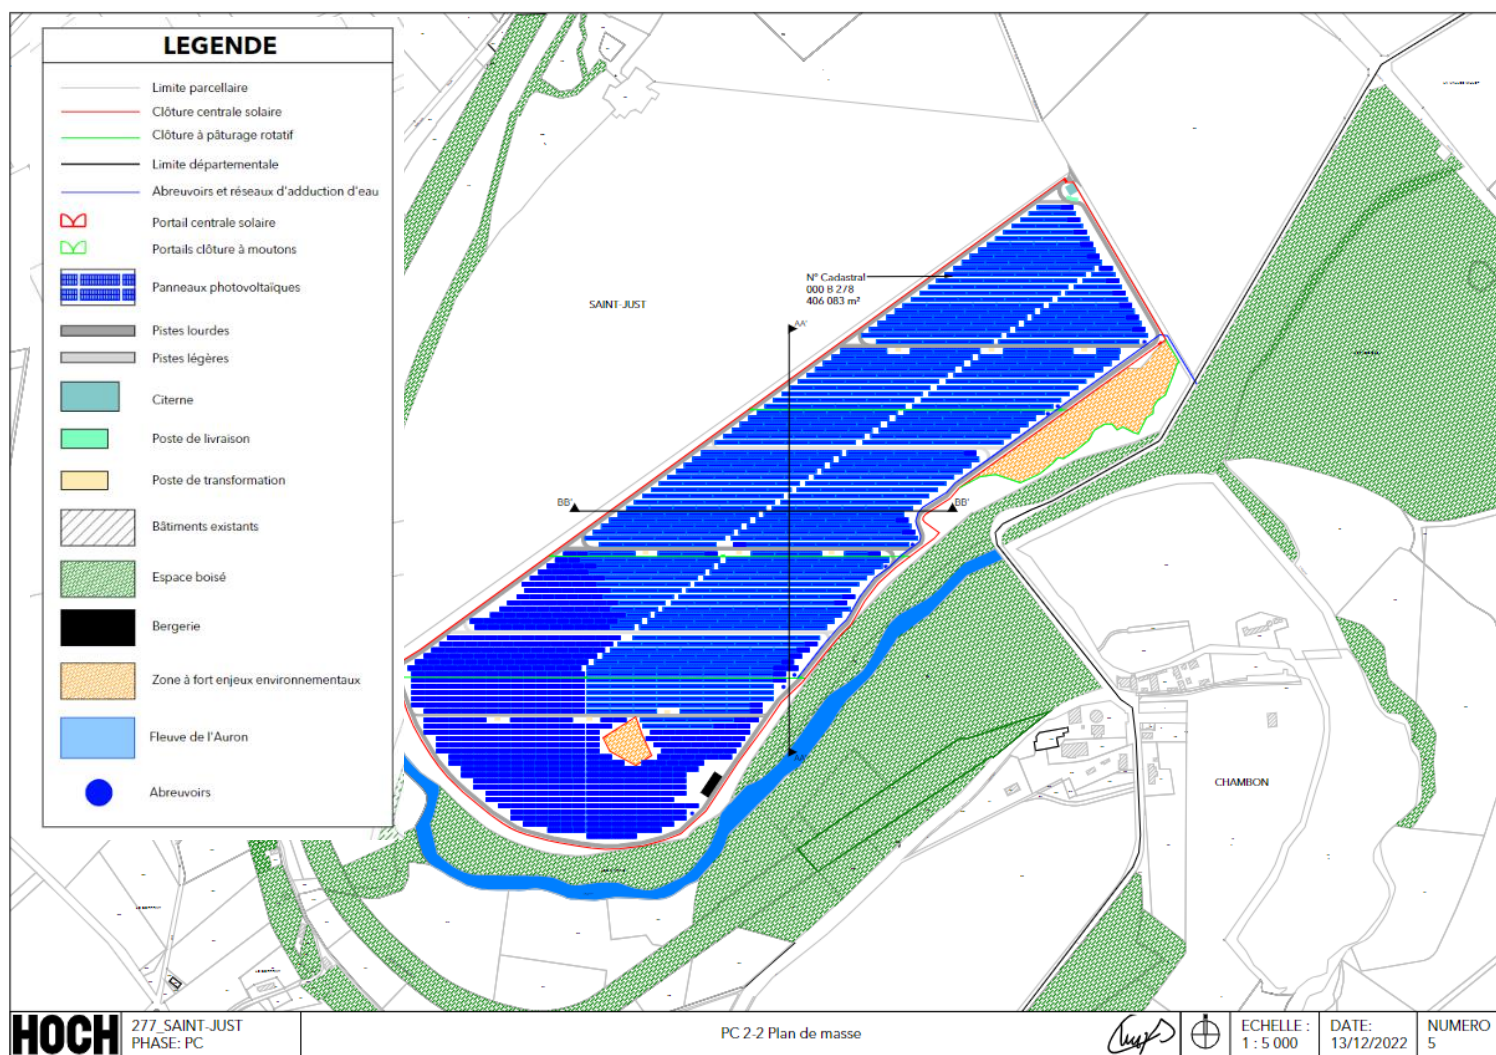 LEGENDE
Limite parcellaire
Clôture centrale solaire
Clôture à pâturage rotatif
Limite départementale
Abreuvoirs et réseaux d'adduction d'eau
Portail centrale solaire
Portails clôture à moutons
Panneaux photovoltaïques
Pistes lourdes
Pistes légères
Citerne
Poste de livraison
Poste de transformation
Bâtiments existants
Espace boisé
Bergerie
Zone à fort enjeux environnementaux
Fleuve de l'Auron
Abreuvoirs
SAINT-JUST
N° Cadastral
000 B 278
406 083 m²
AA'
BB'
BB'
AA'
CHAMBON
HOCH
277_SAINT-JUST
PHASE: PC
PC 2-2 Plan de masse
ECHELLE :
1 : 5 000
DATE:
13/12/2022
NUMERO
5